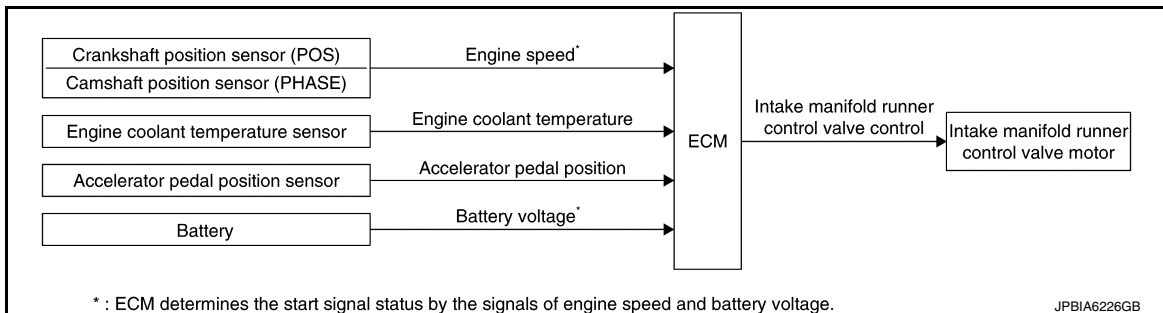 Crankshaft position sensor (POS)
Camshaft position sensor (PHASE)
Engine speed*
Engine coolant temperature sensor
Engine coolant temperature
Accelerator pedal position sensor
Accelerator pedal position
Battery
Battery voltage*
ECM
Intake manifold runner
control valve control
Intake manifold runner
control valve motor
* : ECM determines the start signal status by the signals of engine speed and battery voltage.
JPBIA6226GB